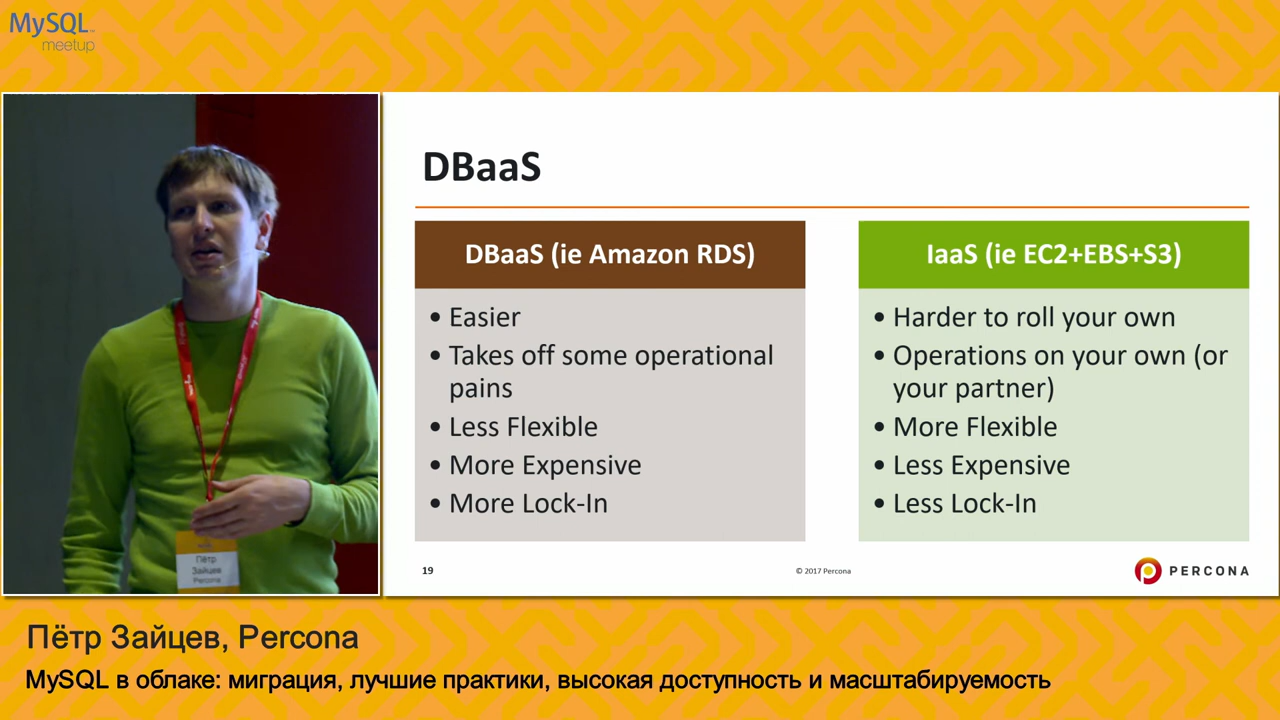 MySQL
meetup
DBaaS
DBaaS (ie Amazon RDS)
• Easier
• Takes off some operational
pains
• Less Flexible
• More Expensive
• More Lock-In
IaaS (ie EC2+EBS+S3)
• Harder to roll your own
• Operations on your own (or
your partner)
• More Flexible
• Less Expensive
• Less Lock-In
19
© 2017 Percona
PERCONA
Пётр
Зайцев
Percona
Пётр Зайцев, Percona
MySQL в облаке: миграция, лучшие практики, высокая доступность и масштабируемость